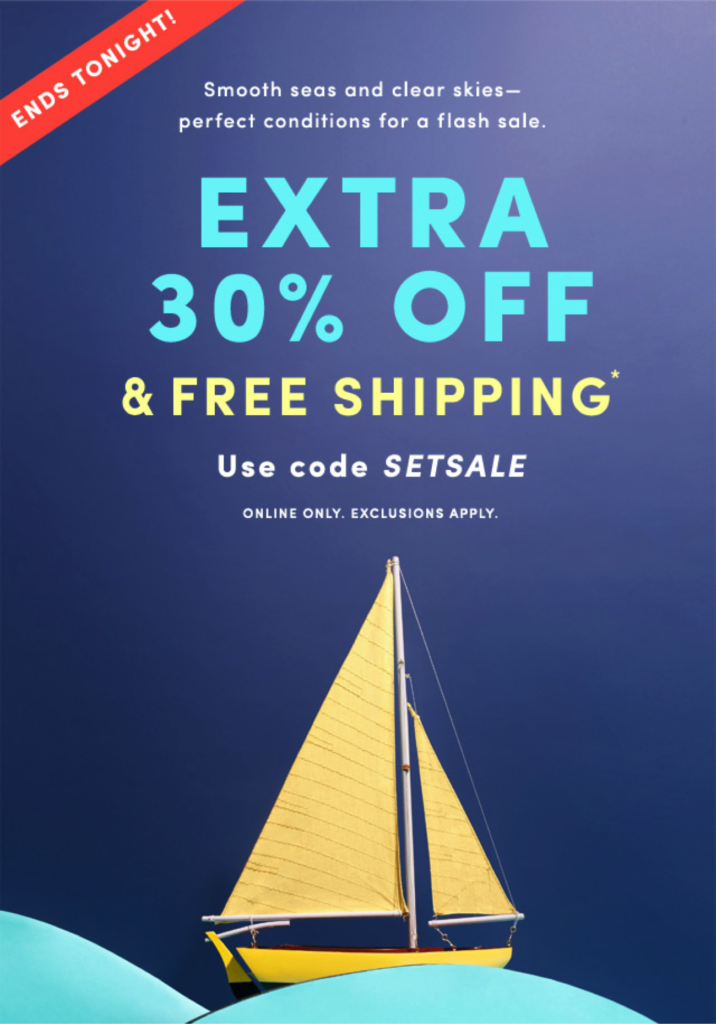 ENDS TONIGHT!
Smooth seas and clear skies—
perfect conditions for a flash sale.
EXTRA
30% OFF
& FREE SHIPPING*
Use code SETSALE
ONLINE ONLY. EXCLUSIONS APPLY.